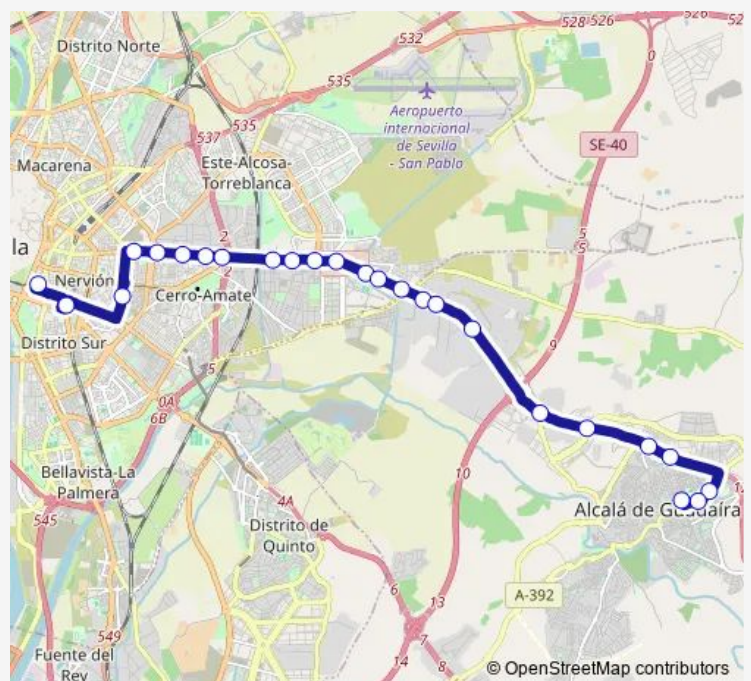 Distrito Norte
528 526
526
532
0
535
Aeropuerto
internacional
de Sevilla
- San Pablo
537
535
SE-40
Macarena
Este-Alcosa-
Torreblanca
2
5
5
la
Nervión
2
Cerro-Amate
Distrito Sur
9
5
0A
6B
10
Bellavista-La
Palmera
4A
Alcalá de Guadaíra
545
Distrito de
Quinto
6
13
A-392
549
7
14
8
Fuente del
Rey
© OpenStreetMap contributors